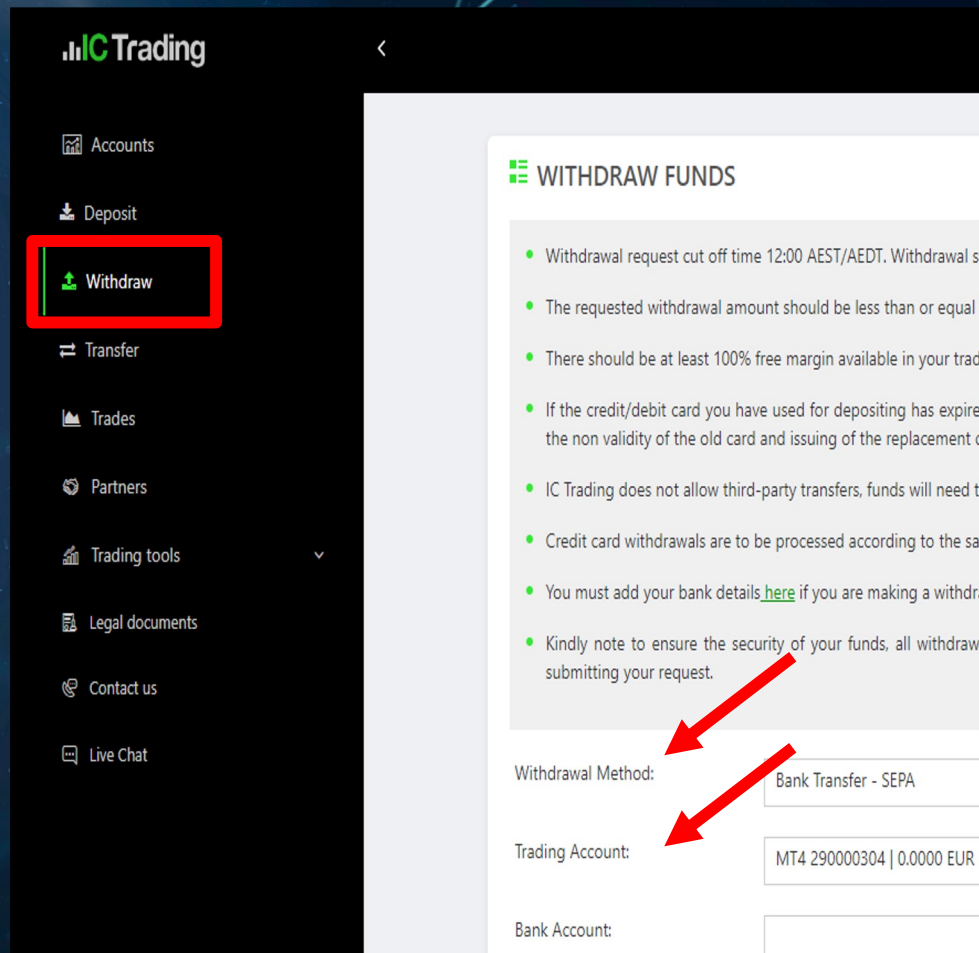 IC Trading
Accounts
Deposit
Withdraw
Transfer
Trades
Partners
Trading tools
Legal documents
Contact us
Live Chat
WITHDRAW FUNDS
Withdrawal request cut off time 12:00 AEST/AEDT. Withdrawal s
The requested withdrawal amount should be less than or equal
There should be at least 100% free margin available in your trad
If the credit/debit card you have used for depositing has expire
the non validity of the old card and issuing of the replacement
IC Trading does not allow third-party transfers, funds will need t
Credit card withdrawals are to be processed according to the sa
You must add your bank details here if you are making a withdra
Kindly note to ensure the security of your funds, all withdraw
submitting your request.
Withdrawal Method:
Bank Transfer - SEPA
Trading Account:
MT4 290000304 | 0.0000 EUR
Bank Account: